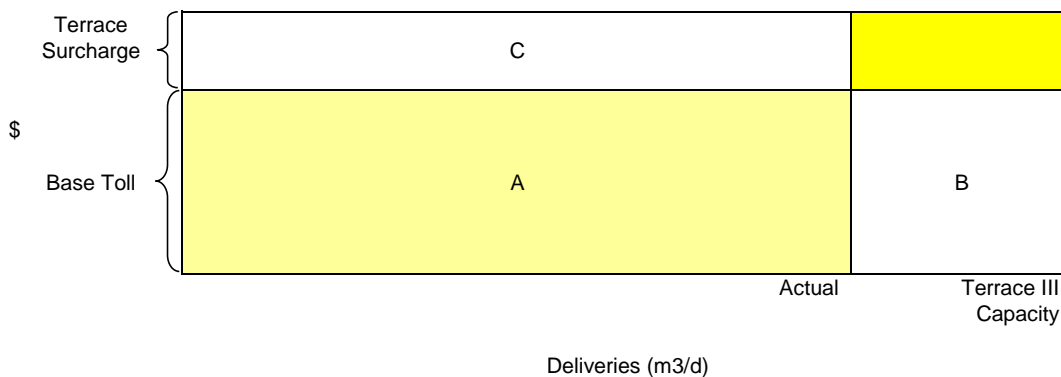 Terrace
Surcharge
C
$
Base Toll
A
B
Actual
Terrace III
Capacity
Deliveries (m3/d)